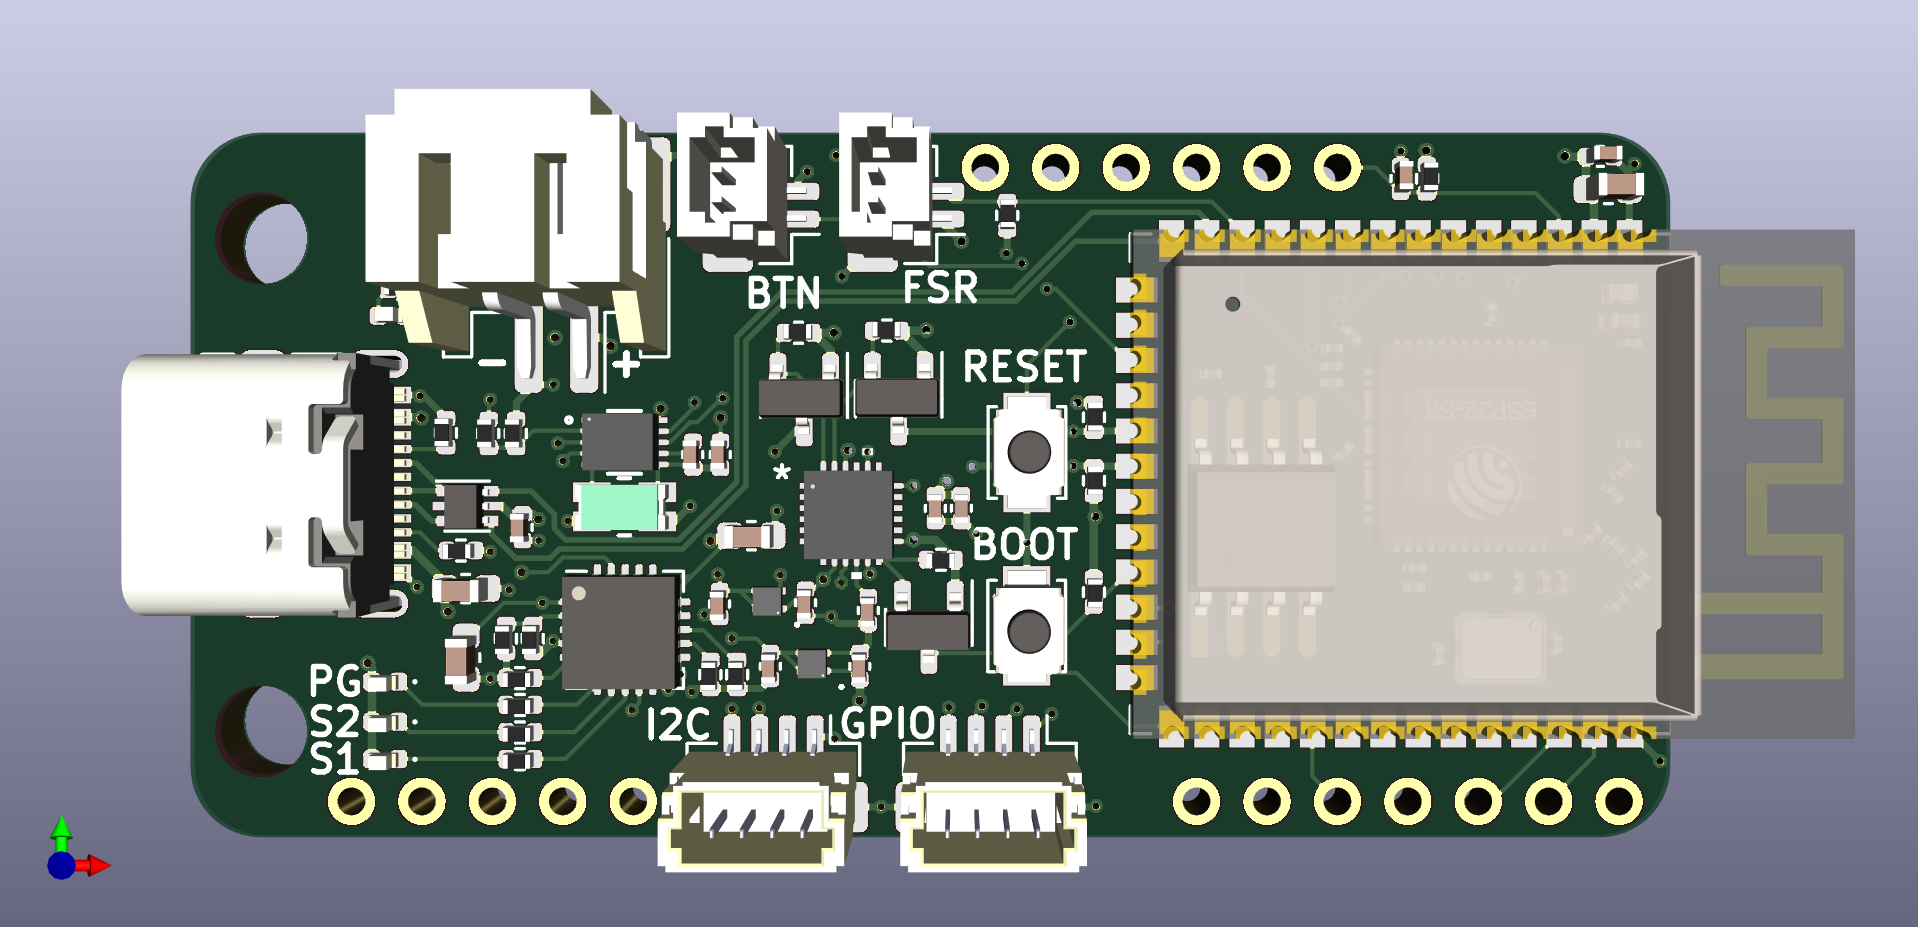 BTN
FSR
- +
RESET
ESP32-S3
*
BOOT
PG
S2
S1
I2C
GPIO